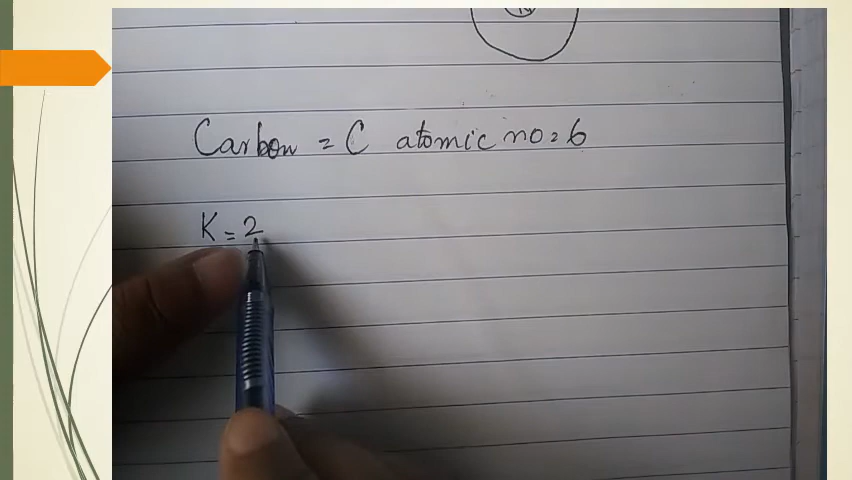 Carbon = C atomic no = 6
K = 2